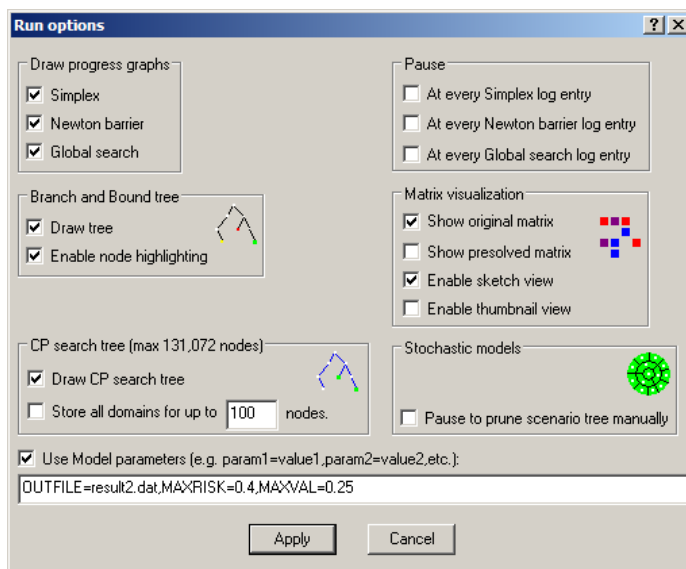 Run options
Draw progress graphs
Simplex
Newton barrier
Global search
Pause
At every Simplex log entry
At every Newton barrier log entry
At every Global search log entry
Branch and Bound tree
Draw tree
Enable node highlighting
Matrix visualization
Show original matrix
Show presolved matrix
Enable sketch view
Enable thumbnail view
CP search tree (max 131,072 nodes)
Draw CP search tree
Store all domains for up to 100 nodes.
Stochastic models
Pause to prune scenario tree manually
Use Model parameters (e.g. param1=value1,param2=value2,etc.):
OUTFILE=result2.dat,MAXRISK=0.4,MAXVAL=0.25
Apply
Cancel